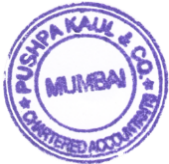 PUSHPA KAUL & CO.
MUMBAI
★ CHARTERED ACCOUNTANTS ★